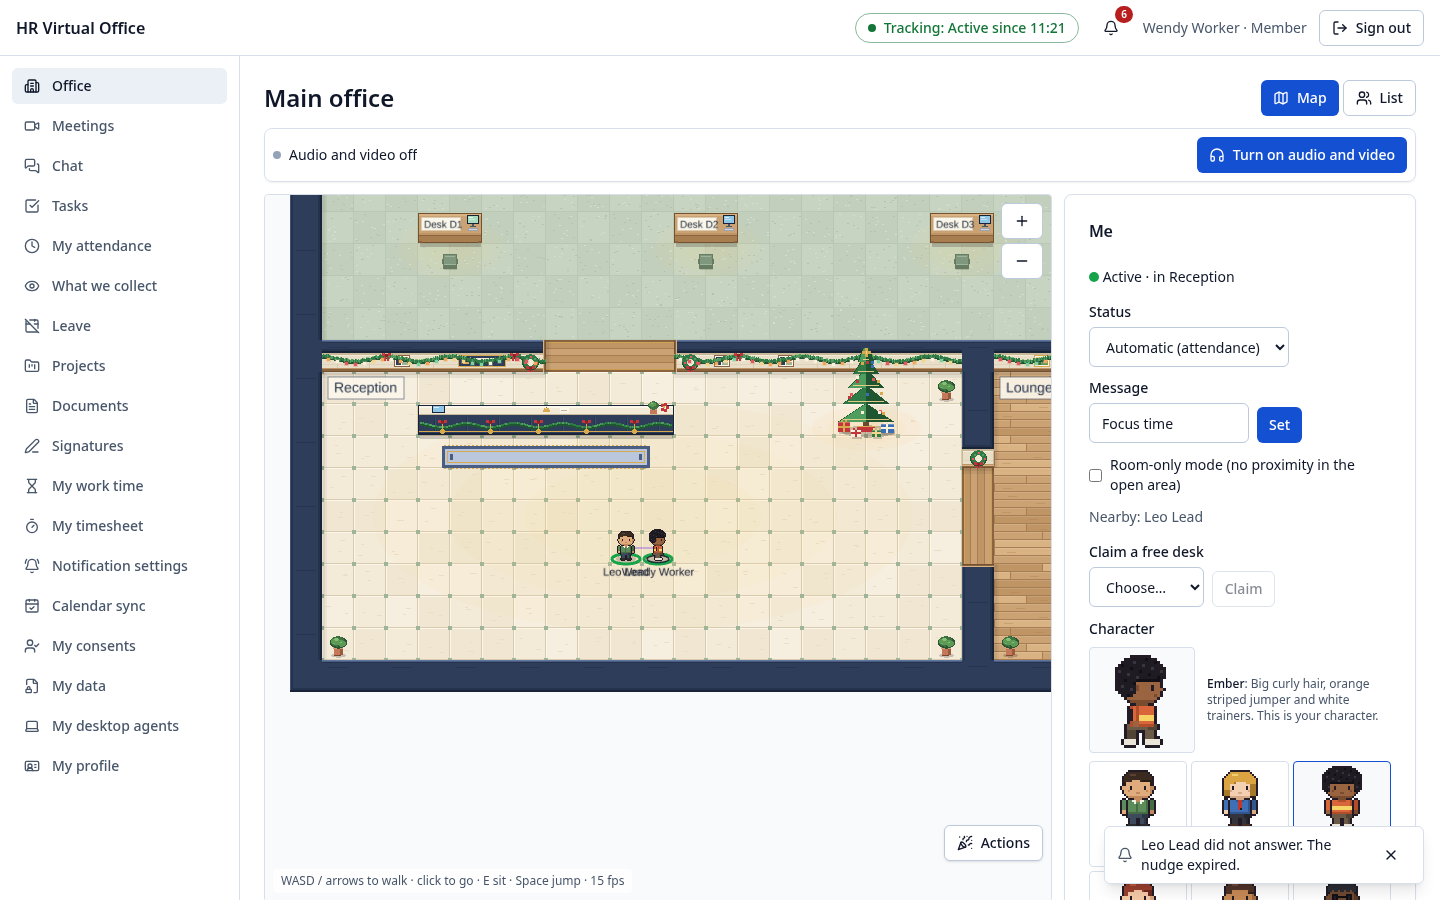 HR Virtual Office
Tracking: Active since 11:21
6
Wendy Worker · Member
Sign out
Office
Meetings
Chat
Tasks
My attendance
What we collect
Leave
Projects
Documents
Signatures
My work time
My timesheet
Notification settings
Calendar sync
My consents
My data
My desktop agents
My profile
Main office
Map
List
Audio and video off
Turn on audio and video
Desk D1
Desk D2
Desk D3
+
−
Reception
Lounge
Leo Lead
Wendy Worker
Actions
WASD / arrows to walk · click to go · E sit · Space jump · 15 fps
Me
Active · in Reception
Status
Automatic (attendance)
Message
Focus time
Set
Room-only mode (no proximity in the
open area)
Nearby: Leo Lead
Claim a free desk
Choose...
Claim
Character
Ember: Big curly hair, orange
striped jumper and white
trainers. This is your character.
Leo Lead did not answer. The
nudge expired.